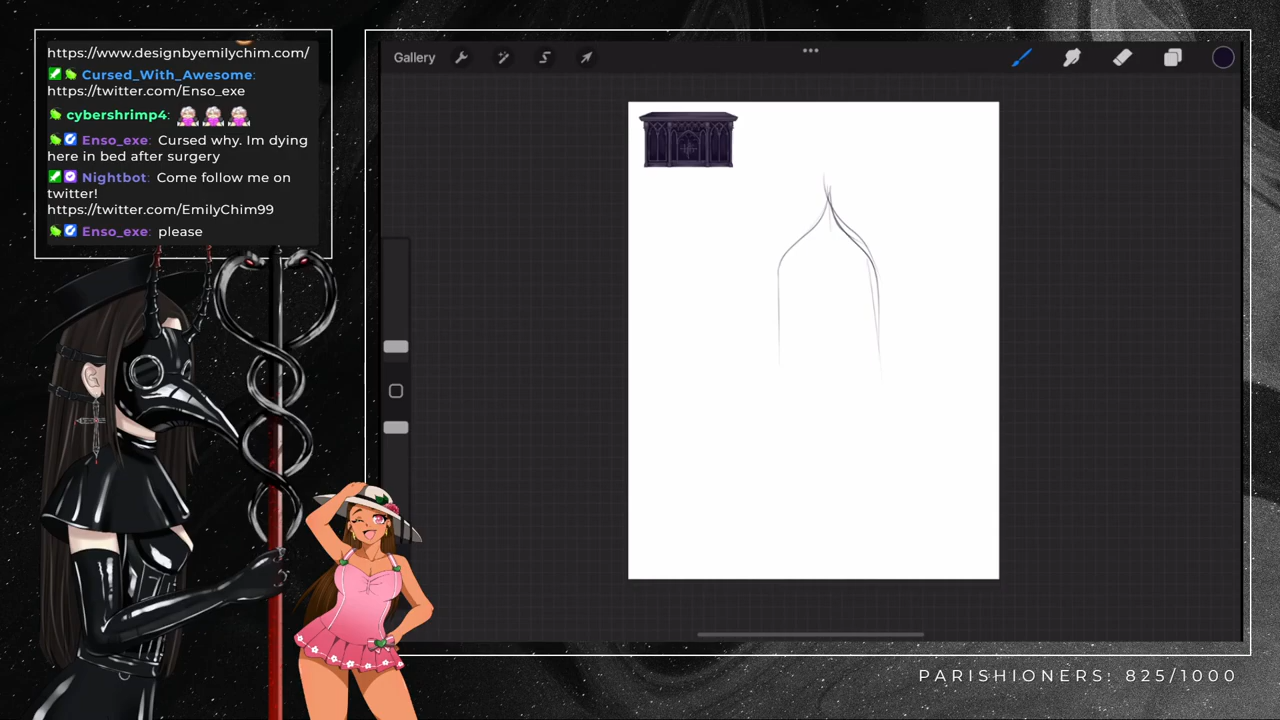 https://www.designbyemilychim.com/
Cursed_With_Awesome:
https://twitter.com/Enso_exe
cybershrimp4:
Enso_exe: Cursed why. Im dying
here in bed after surgery
Nightbot: Come follow me on
twitter!
https://twitter.com/EmilyChim99
Enso_exe: please
Gallery
PARISHIONERS: 825/1000